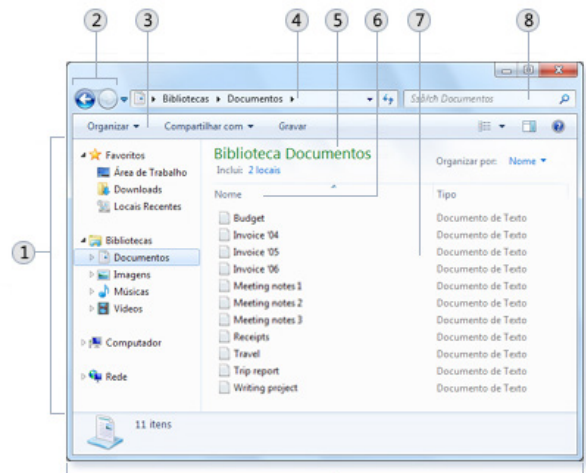 2 3 4 5 6 7 8
Bibliotecas Documentos
Documentos
Organizar Compartilhar com Gravar
Favoritos
Área de Trabalho
Downloads
Locais Recentes
Bibliotecas
Documentos
Imagens
Músicas
Vídeos
Computador
Rede
1
Biblioteca Documentos
Inclui: 2 locais
Organizar por: Nome
Nome Tipo
Budget Documento de Texto
Invoice '04 Documento de Texto
Invoice '05 Documento de Texto
Invoice '06 Documento de Texto
Meeting notes 1 Documento de Texto
Meeting notes 2 Documento de Texto
Meeting notes 3 Documento de Texto
Receipts Documento de Texto
Travel Documento de Texto
Trip report Documento de Texto
Writing project Documento de Texto
11 itens